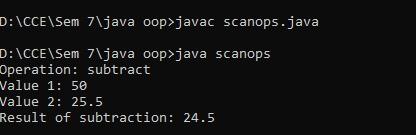 D:\CCE\Sem 7\java oop>javac scanops.java
D:\CCE\Sem 7\java oop>java scanops
Operation: subtract
Value 1: 50
Value 2: 25.5
Result of subtraction: 24.5